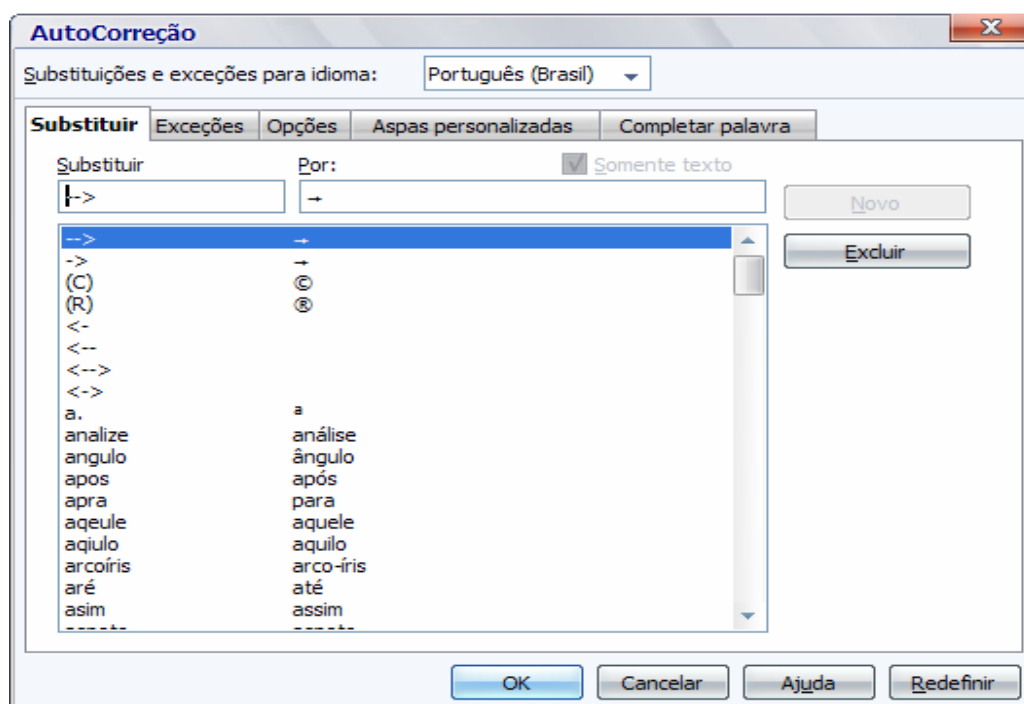 AutoCorreção
Substituições e exceções para idioma: Português (Brasil)
Substituir Exceções Opções Aspas personalizadas Completar palavra
Substituir Por: Somente texto
--> → Novo
--> →
-> → Excluir
(C) ©
(R) ®
<-
<--
<-->
<->
a. ª
analize análise
angulo ângulo
apos após
apra para
aqeule aquele
aqiulo aquilo
arcoíris arco-íris
aré até
asim assim
OK Cancelar Ajuda Redefinir